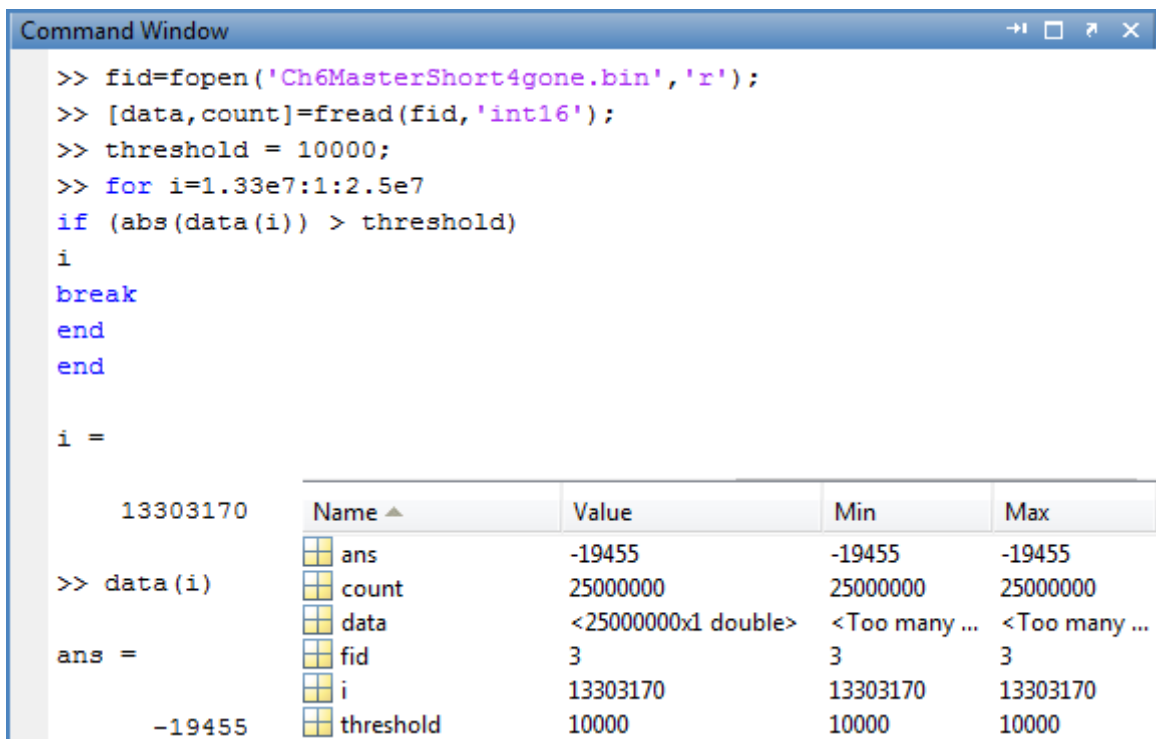 Command Window
>> fid=fopen('Ch6MasterShort4gone.bin','r');
>> [data,count]=fread(fid,'int16');
>> threshold = 10000;
>> for i=1.33e7:1:2.5e7
if (abs(data(i)) > threshold)
i
break
end
end
i =
13303170
>> data(i)
ans =
-19455
Name Value Min Max
ans -19455 -19455 -19455
count 25000000 25000000 25000000
data <25000000x1 double> <Too many ... <Too many ...
fid 3 3 3
i 13303170 13303170 13303170
threshold 10000 10000 10000